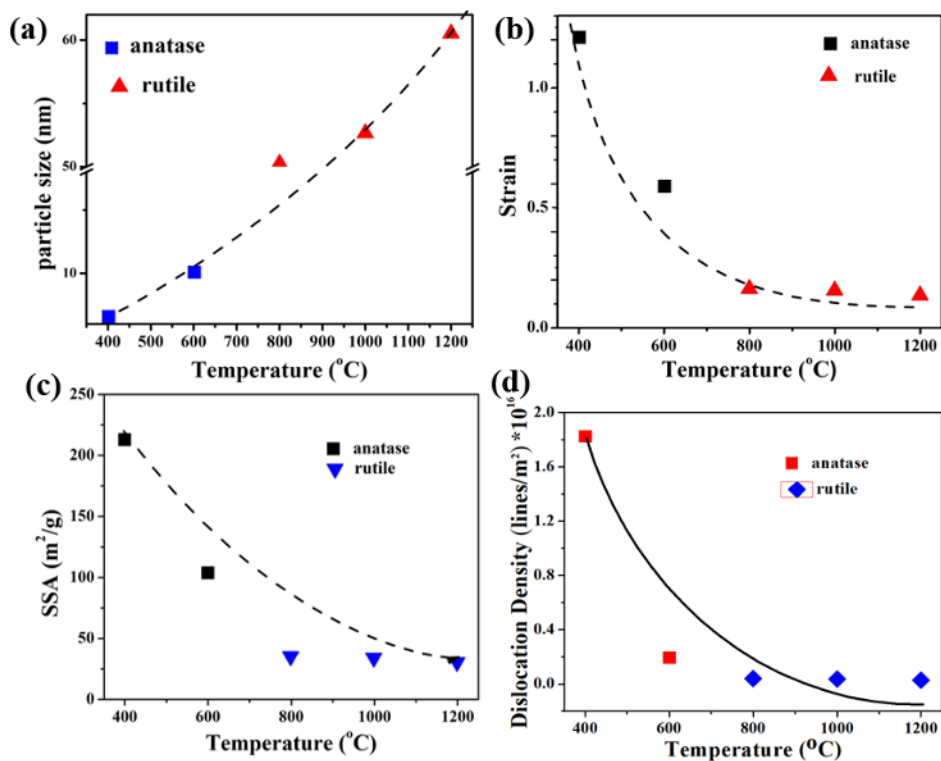 (a)
anatase
rutile
60
50
10
particle size (nm)
400 500 600 700 800 900 1000 1100 1200
Temperature (°C)
(b)
anatase
rutile
1.0
0.5
0.0
Strain
400 600 800 1000 1200
Temperature (°C)
(c)
anatase
rutile
250
200
150
100
50
0
SSA (m²/g)
400 600 800 1000 1200
Temperature (°C)
(d)
anatase
rutile
2.0
1.6
1.2
0.4
0.0
Dislocation Density (lines/m²) *10¹⁶
400 600 800 1000 1200
Temperature (°C)